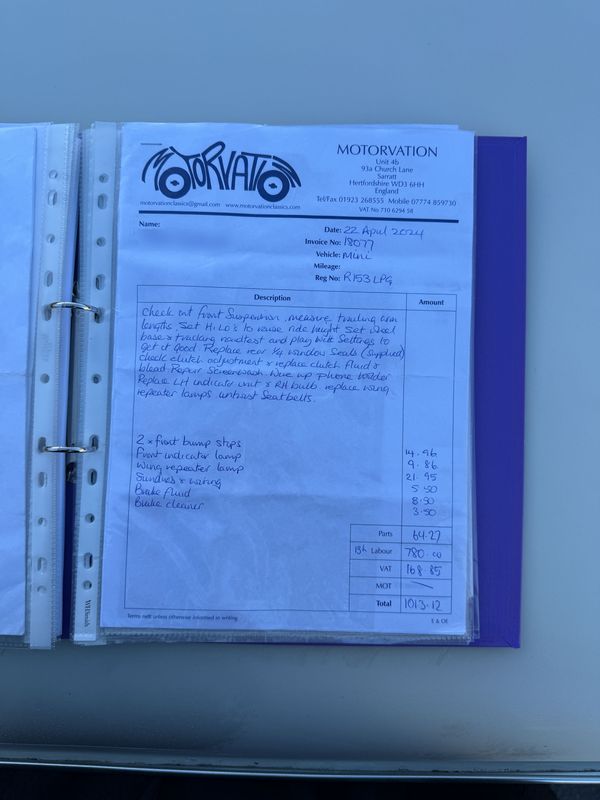 MOTORVATION
motorvationclassics@gmail.com www.motorvationclassics.com
MOTORVATION
Unit 4b
93a Church Lane
Sarratt
Hertfordshire WD3 6HH
England
Tel/Fax 01923 268555 Mobile 07774 859730
VAT No 710 6294 58
Name:
Date: 22 April 2024
Invoice No: 18077
Vehicle: Mini
Mileage:
Reg No: R153 LPG
Description Amount
Check out front Suspension, measure trailing arm
lengths Set Hi Lo's to raise ride height Set wheel
base & tracking roadtest and play with Settings to
get it good Replace rear 1/4 window Seals (supplied)
check clutch adjustment & replace clutch fluid &
bleed Repair Screenwash Wire up phone holder
Replace LH indicator unit & RH bulb replace wing
repeater lamps untwist Seatbelts.
2 x front bump stops 14.96
Front indicator lamp 9.86
Wing repeater lamp 21.95
Sundries & wiring 5.50
Brake fluid 8.50
Brake cleaner 3.50
Parts 64.27
13h Labour 780.00
VAT 168.85
MOT
Total 1013.12
Terms nett unless otherwise informed in writing
E & OE
WHSmith